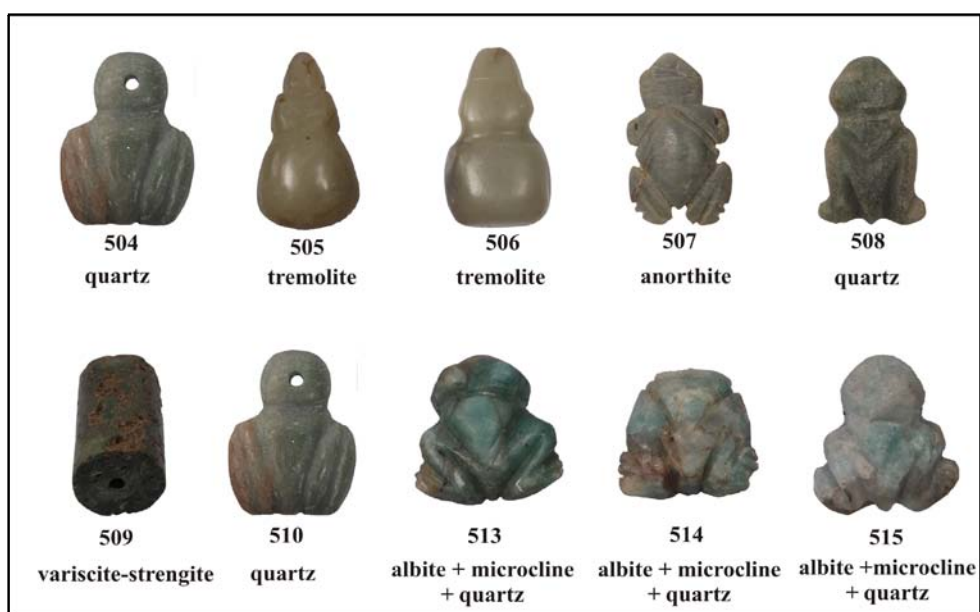 504
quartz
505
tremolite
506
tremolite
507
anorthite
508
quartz
509
variscite-strengite
510
quartz
513
albite + microcline
+ quartz
514
albite + microcline
+ quartz
515
albite +microcline
+ quartz